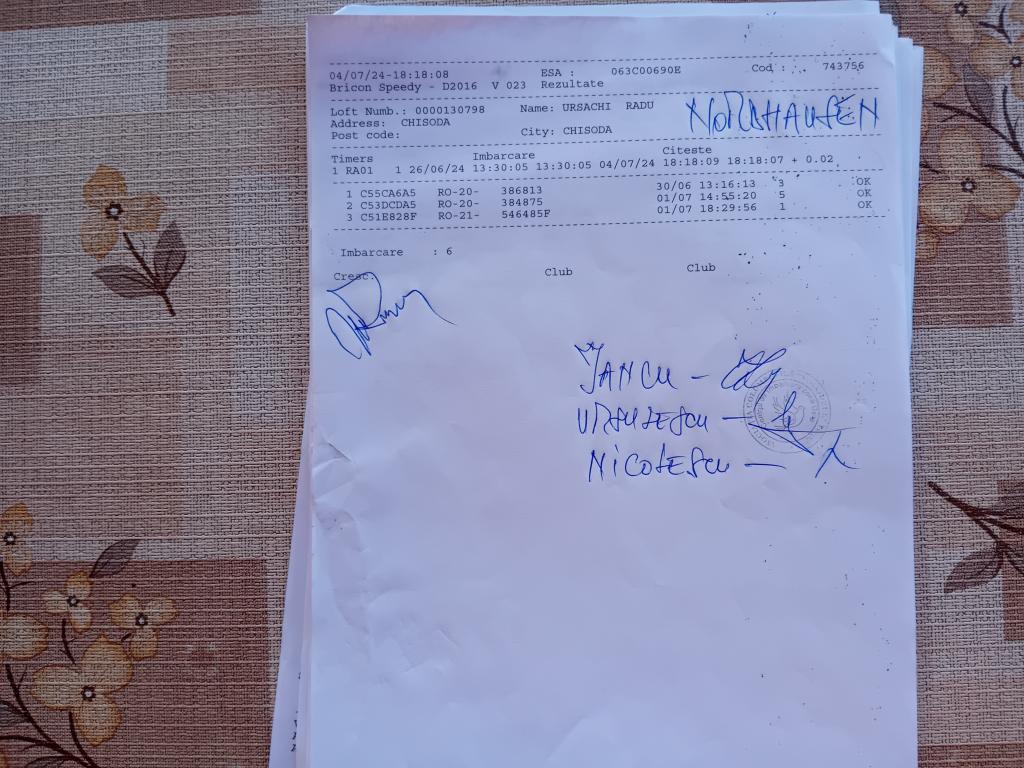 04/07/24-18:18:08 ESA : 063C00690E Cod : 743756
Bricon Speedy - D2016 V 023 Rezultate
Loft Numb.: 0000130798 Name: URSACHI RADU
Address: CHISODA
Post code: City: CHISODA
NORDHAUSEN
Timers Imbarcare Citeste
1 RA01 1 26/06/24 13:30:05 13:30:05 04/07/24 18:18:09 18:18:07 + 0.02
1 C55CA6A5 RO-20- 386813 30/06 13:16:13 3 OK
2 C53DCDA5 RO-20- 384875 01/07 14:55:20 5 OK
3 C51E828F RO-21- 546485F 01/07 18:29:56 1 OK
Imbarcare : 6
Cresc. Club Club
IANCU -
URSULESCU -
NICOLESCU —